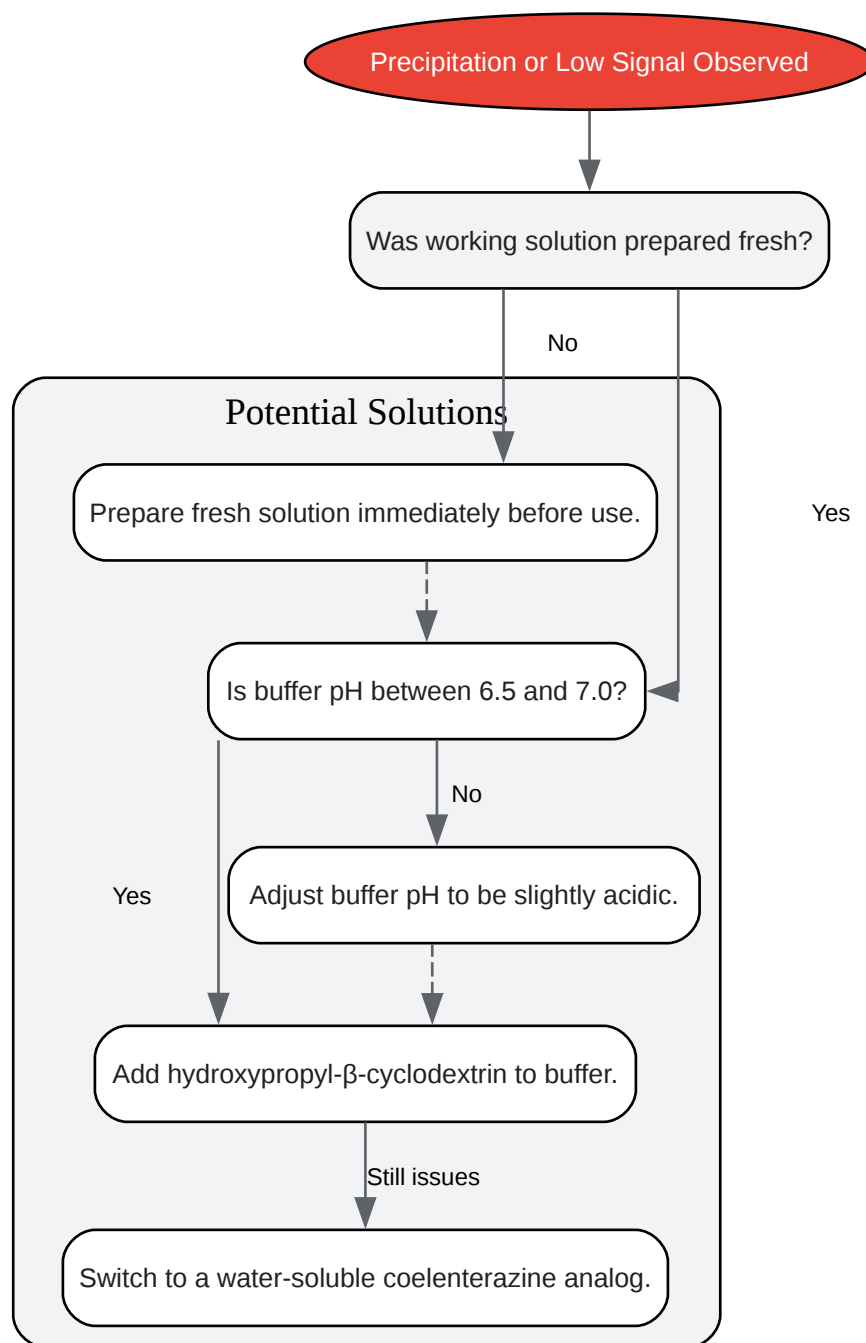 Precipitation or Low Signal Observed
Was working solution prepared fresh?
No
Potential Solutions
Prepare fresh solution immediately before use.
Yes
Is buffer pH between 6.5 and 7.0?
No
Yes
Adjust buffer pH to be slightly acidic.
Add hydroxypropyl-β-cyclodextrin to buffer.
Still issues
Switch to a water-soluble coelenterazine analog.